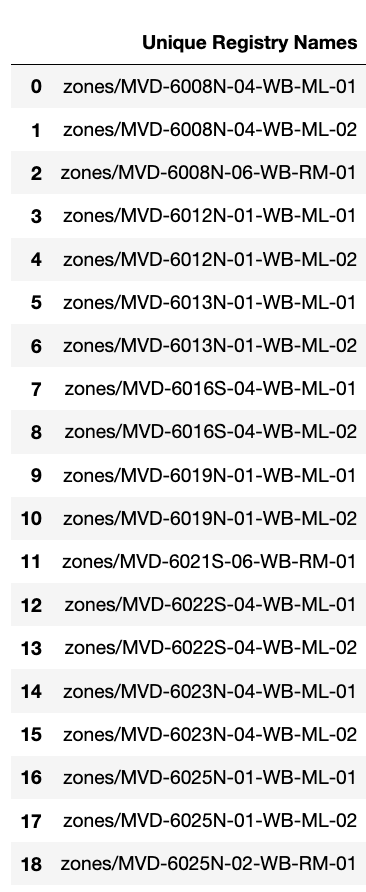 Unique Registry Names
0 zones/MVD-6008N-04-WB-ML-01
1 zones/MVD-6008N-04-WB-ML-02
2 zones/MVD-6008N-06-WB-RM-01
3 zones/MVD-6012N-01-WB-ML-01
4 zones/MVD-6012N-01-WB-ML-02
5 zones/MVD-6013N-01-WB-ML-01
6 zones/MVD-6013N-01-WB-ML-02
7 zones/MVD-6016S-04-WB-ML-01
8 zones/MVD-6016S-04-WB-ML-02
9 zones/MVD-6019N-01-WB-ML-01
10 zones/MVD-6019N-01-WB-ML-02
11 zones/MVD-6021S-06-WB-RM-01
12 zones/MVD-6022S-04-WB-ML-01
13 zones/MVD-6022S-04-WB-ML-02
14 zones/MVD-6023N-04-WB-ML-01
15 zones/MVD-6023N-04-WB-ML-02
16 zones/MVD-6025N-01-WB-ML-01
17 zones/MVD-6025N-01-WB-ML-02
18 zones/MVD-6025N-02-WB-RM-01